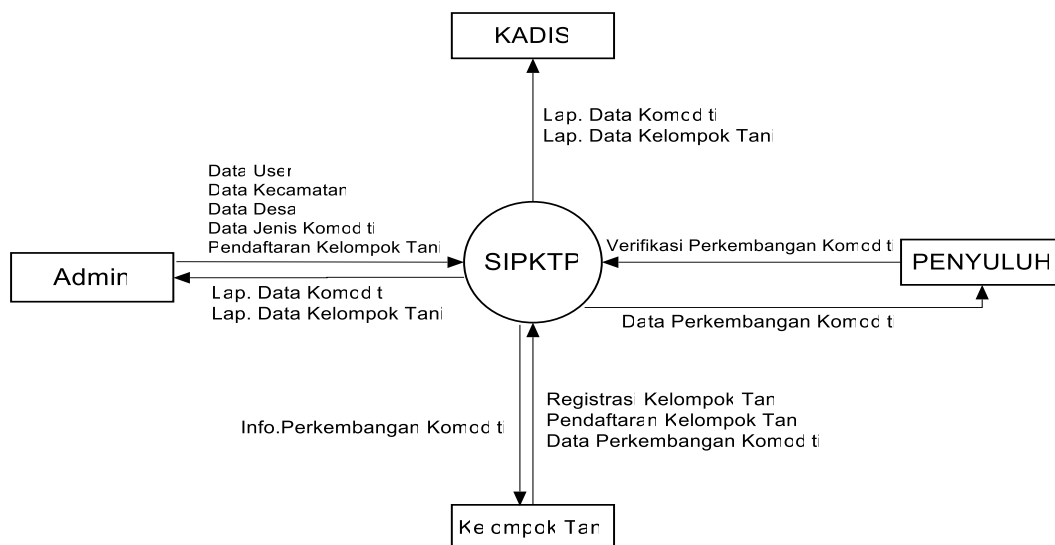 KADIS
Lap. Data Komod ti
Lap. Data Kelompok Tani
Data User
Data Kecamatan
Data Desa
Data Jenis Komod ti
Pendaftaran Kelompok Tani
Admin
SIPKTP
Verifikasi Perkembangan Komod ti
PENYULUH
Lap. Data Komod t
Lap. Data Kelompok Tani
Data Perkembangan Komod ti
Info.Perkembangan Komod ti
Registrasi Kelompok Tan
Pendaftaran Kelompok Tan
Data Perkembangan Komod ti
Ke ompok Tan